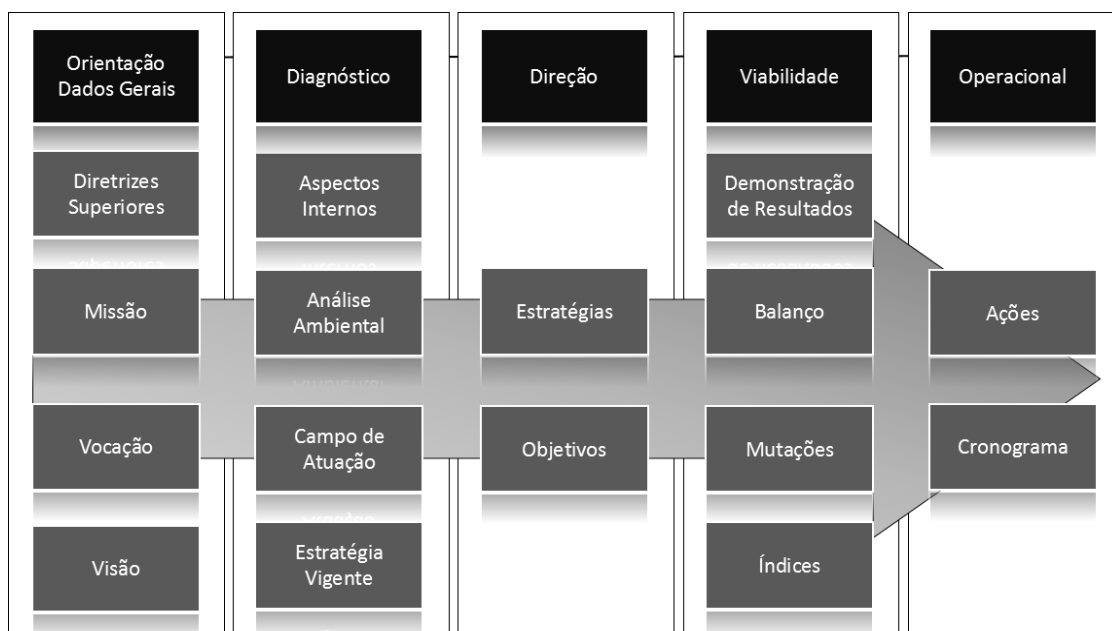 Orientação
Dados Gerais
Diagnóstico
Direção
Viabilidade
Operacional
Diretrizes
Superiores
Aspectos
Internos
Demonstração
de Resultados
Missão
Análise
Ambiental
Estratégias
Balanço
Ações
Vocação
Campo de
Atuação
Objetivos
Mutações
Cronograma
Visão
Estratégia
Vigente
Índices